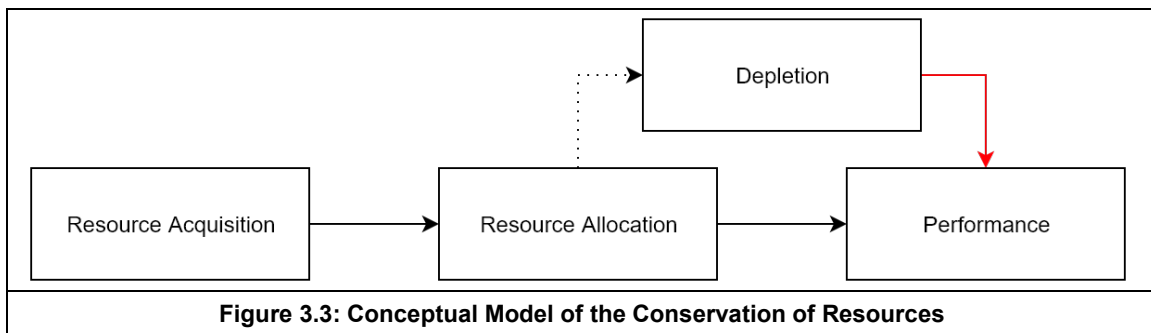 Depletion
Resource Acquisition
Resource Allocation
Performance
Figure 3.3: Conceptual Model of the Conservation of Resources